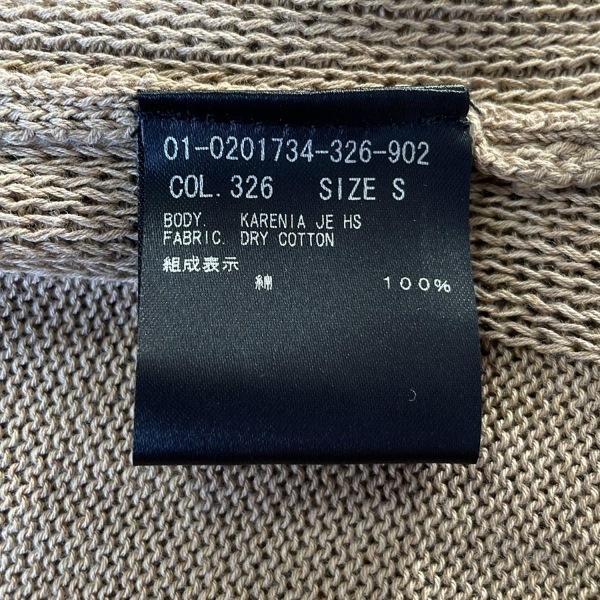 01-0201734-326-902
COL. 326 SIZE S
BODY. KARENIA JE HS
FABRIC. DRY COTTON
組成表示
綿 100%